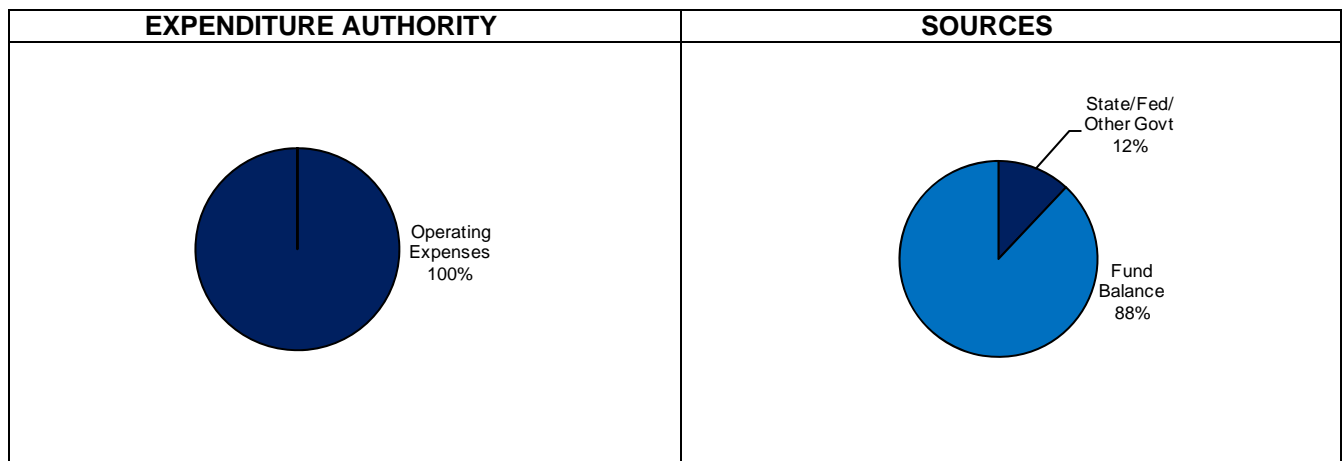 EXPENDITURE AUTHORITY
Operating
Expenses
100%
SOURCES
State/Fed/
Other Govt
12%
Fund
Balance
88%